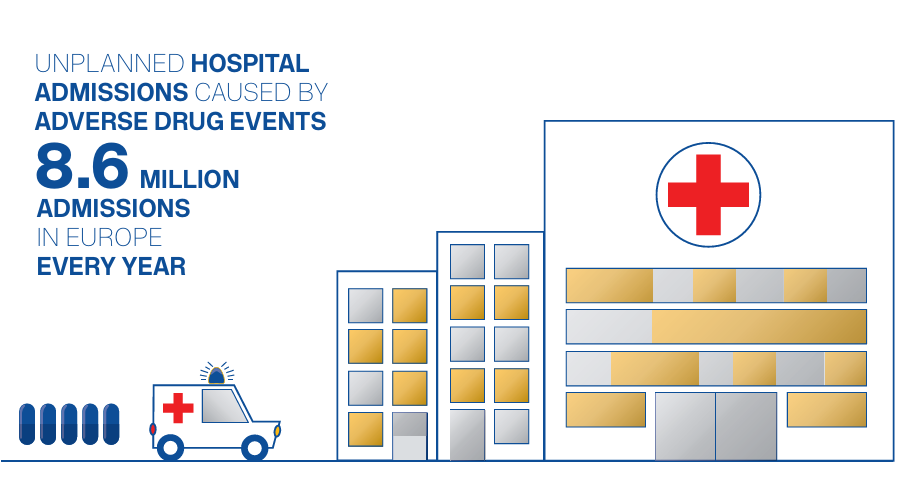 UNPLANNED HOSPITAL
ADMISSIONS CAUSED BY
ADVERSE DRUG EVENTS
8.6 MILLION
ADMISSIONS
IN EUROPE
EVERY YEAR